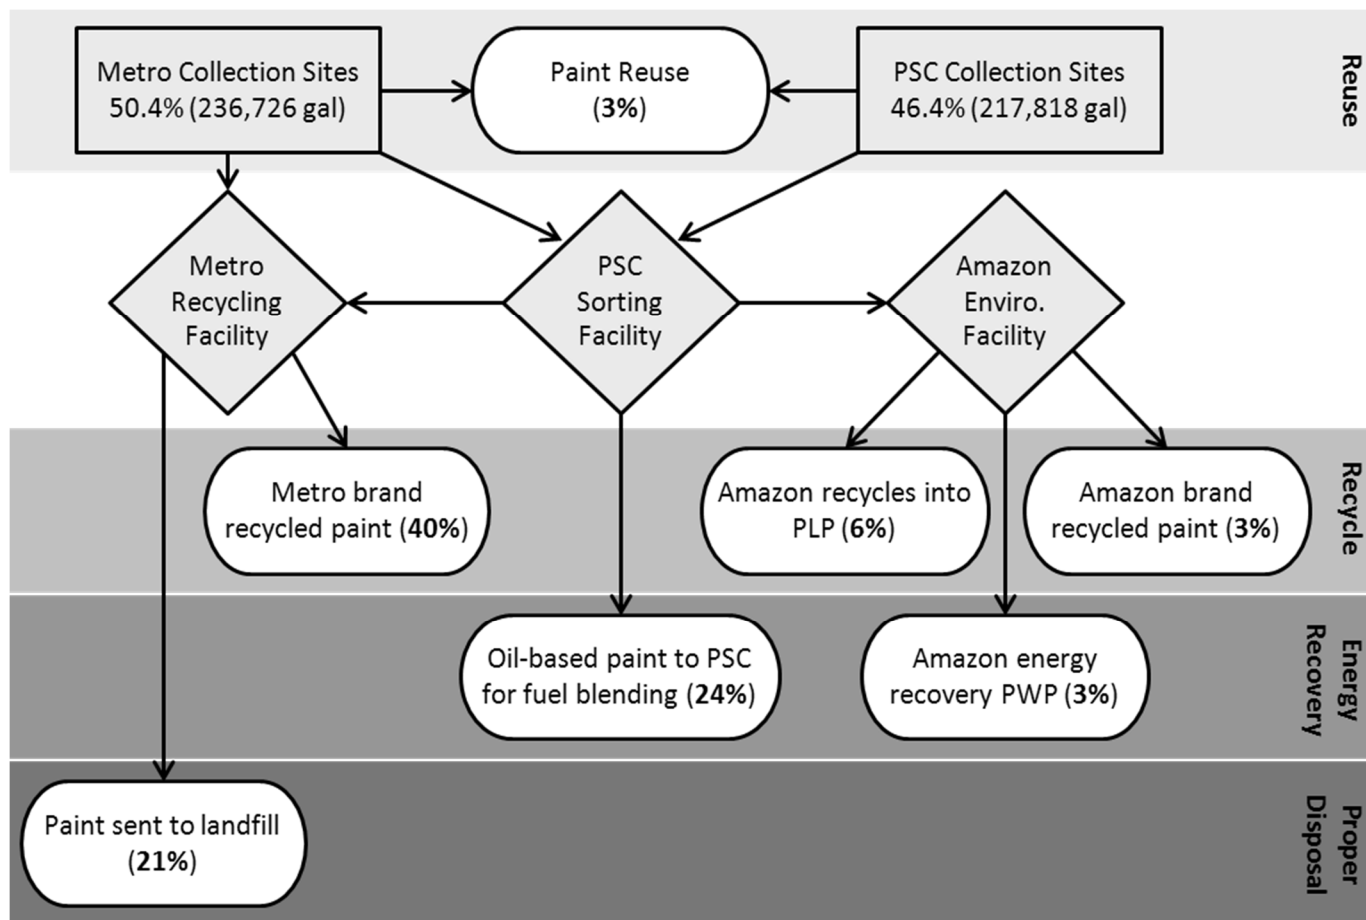 Metro Collection Sites
50.4% (236,726 gal)
Paint Reuse
(3%)
PSC Collection Sites
46.4% (217,818 gal)
Reuse
Metro
Recycling
Facility
PSC
Sorting
Facility
Amazon
Enviro.
Facility
Metro brand
recycled paint (40%)
Amazon recycles into
PLP (6%)
Amazon brand
recycled paint (3%)
Recycle
Oil-based paint to PSC
for fuel blending (24%)
Amazon energy
recovery PWP (3%)
Energy
Recovery
Paint sent to landfill
(21%)
Proper
Disposal